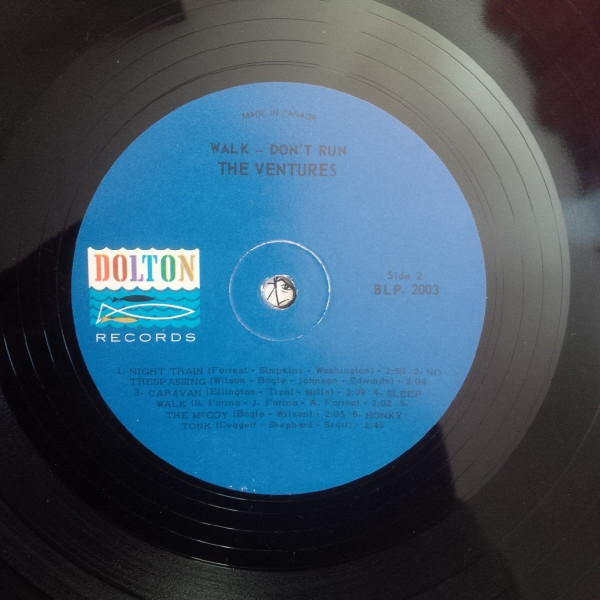 MADE IN CANADA
WALK - DON'T RUN
THE VENTURES
DOLTON
RECORDS
Side 2
BLP. 2003
1. NIGHT TRAIN (Forrest - Simpkins - Washington) - 2:50 2. NO
TRESPASSING (Wilson - Bogle - Johnson - Edwards) - 2:04
3. CARAVAN (Ellington - Tizol - Mills) - 2:09 4. SLEEP
WALK (S. Farina - J. Farina - A. Farina) - 2:02 5.
THE McCOY (Bogle - Wilson) - 2:05 6. HONKY
TONK (Doggett - Shephard - Scott) - 2:45